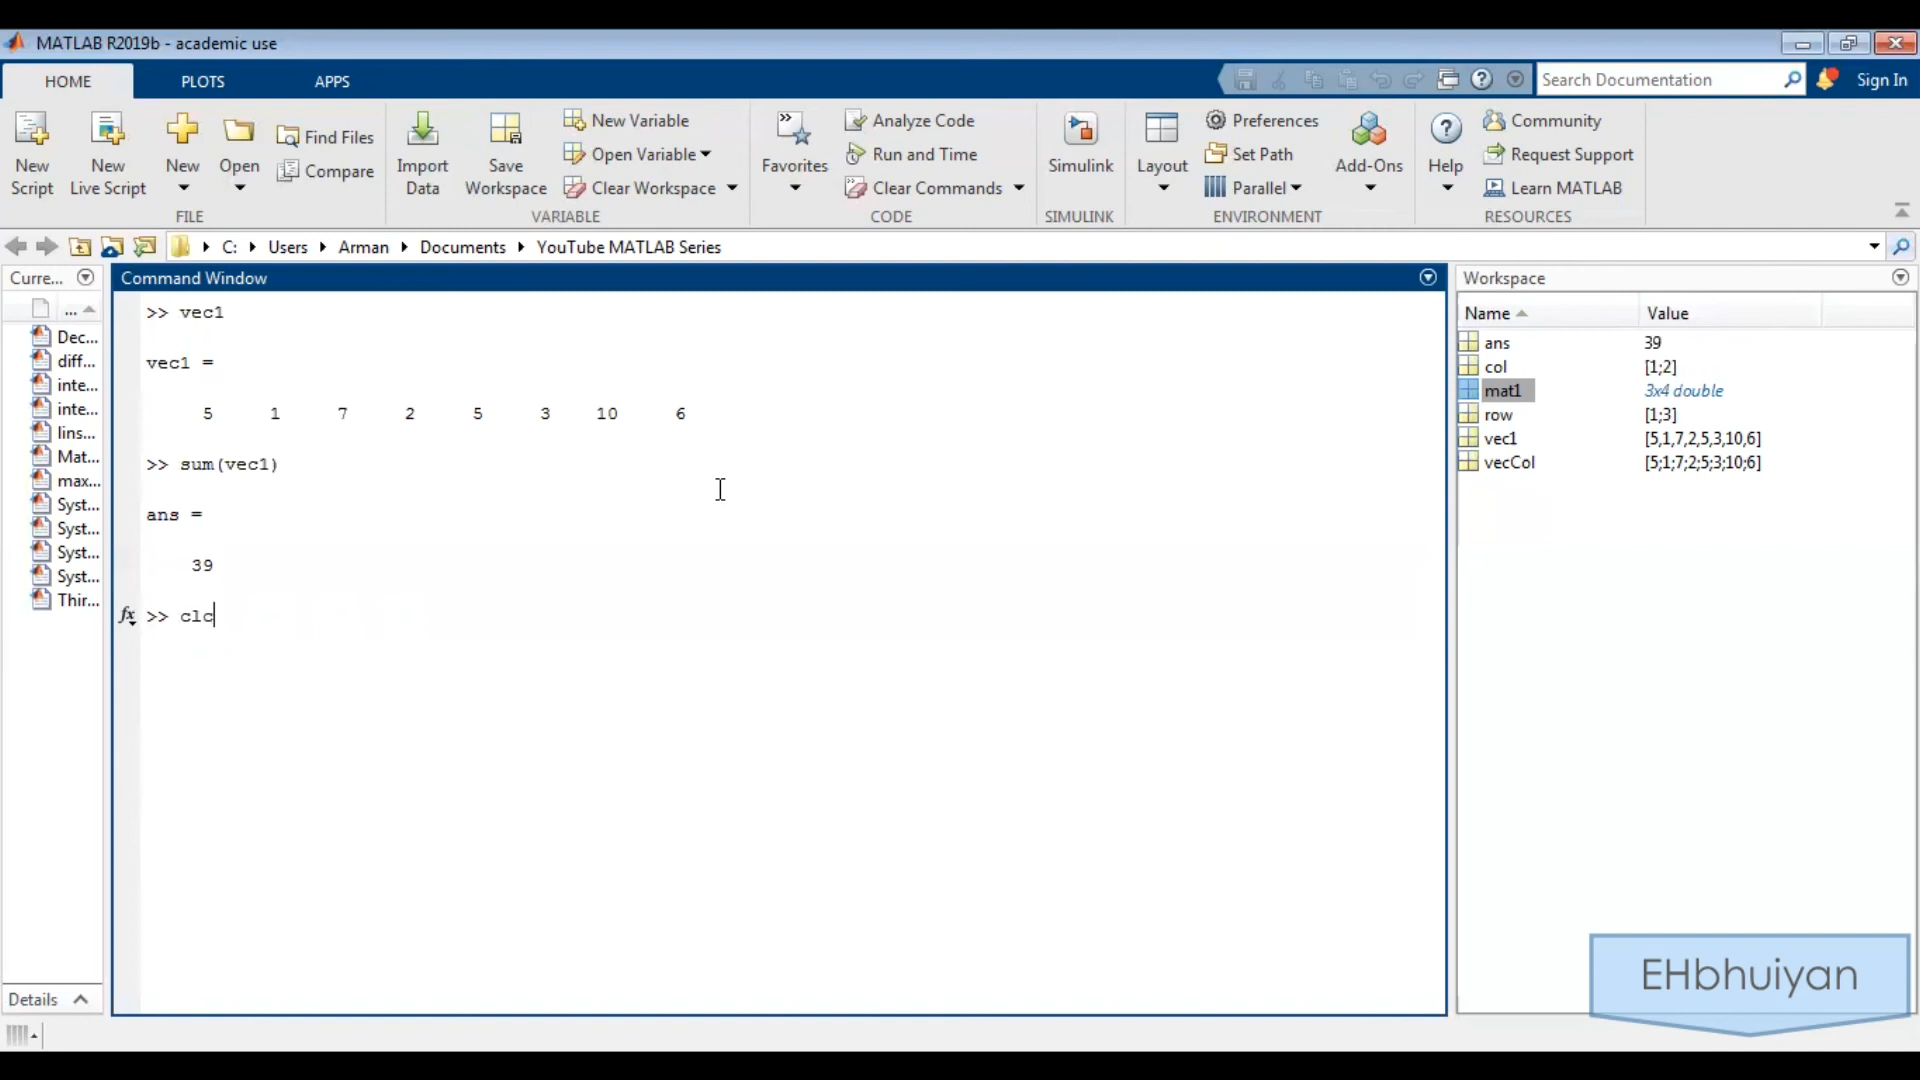 MATLAB R2019b - academic use
HOME PLOTS APPS
Search Documentation Sign In
New Script
New Live Script
New
Open
Find Files
Compare
FILE
Import Data
Save Workspace
New Variable
Open Variable
Clear Workspace
VARIABLE
Favorites
Analyze Code
Run and Time
Clear Commands
CODE
Simulink
SIMULINK
Layout
Preferences
Set Path
Parallel
Add-Ons
ENVIRONMENT
Help
Community
Request Support
Learn MATLAB
RESOURCES
C: Users Arman Documents YouTube MATLAB Series
Curre...
...
Dec...
diff...
inte...
inte...
lins...
Mat...
max...
Syst...
Syst...
Syst...
Syst...
Thir...
Details
Command Window
>> vec1
vec1 =
5 1 7 2 5 3 10 6
>> sum(vec1)
ans =
39
fx >> clc
Workspace
Name Value
ans 39
col [1;2]
mat1 3x4 double
row [1;3]
vec1 [5,1,7,2,5,3,10,6]
vecCol [5;1;7;2;5;3;10;6]
EHbhuiyan